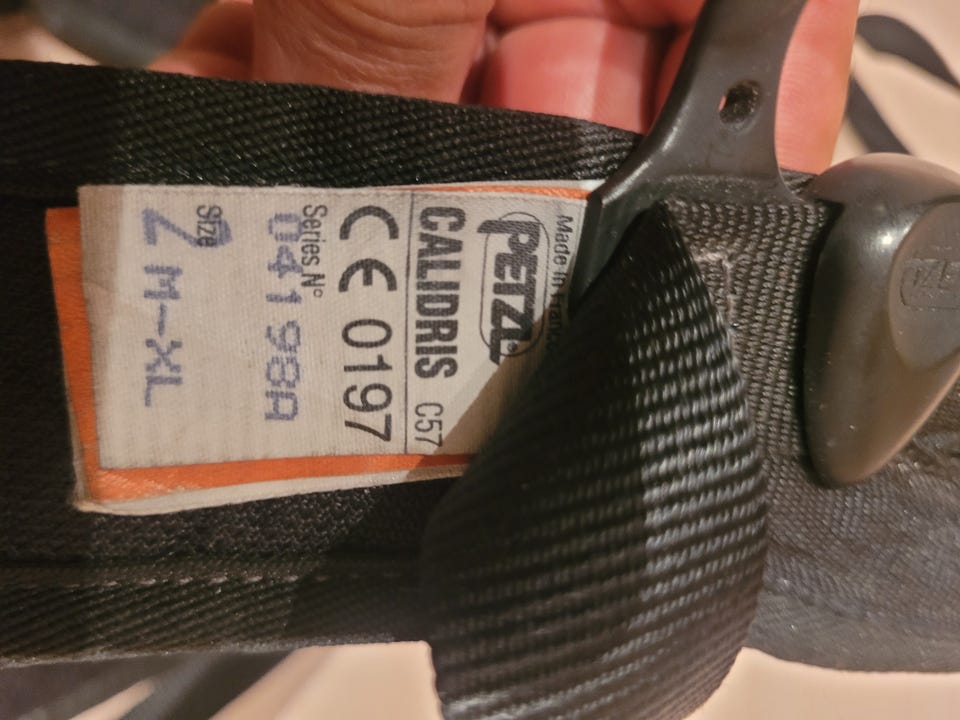 Made in France
PETZL®
CALIDRIS C57
CE 0197
Series N°
04198A
Size
2 M-XL